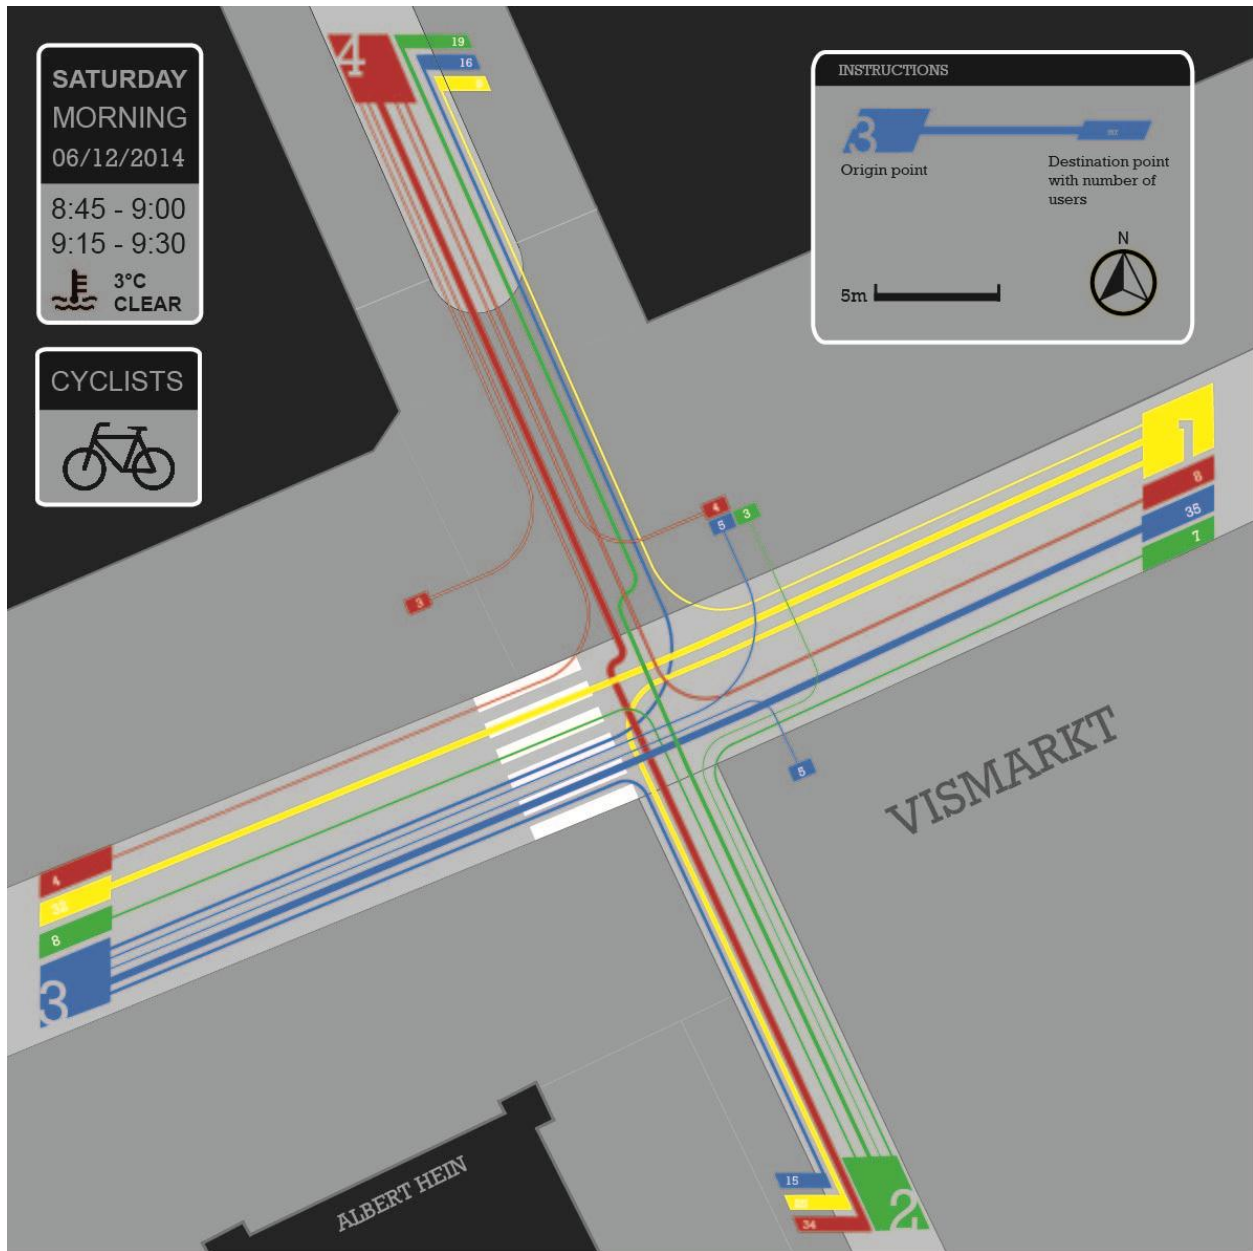 SATURDAY
MORNING
06/12/2014
8:45 - 9:00
9:15 - 9:30
3°C
CLEAR
CYCLISTS
4
19
16
INSTRUCTIONS
3
Origin point
Destination point
with number of
users
N
5m
1
8
35
7
4
5
3
3
5
VISMARKT
4
32
8
3
ALBERT HEIN
15
34
2